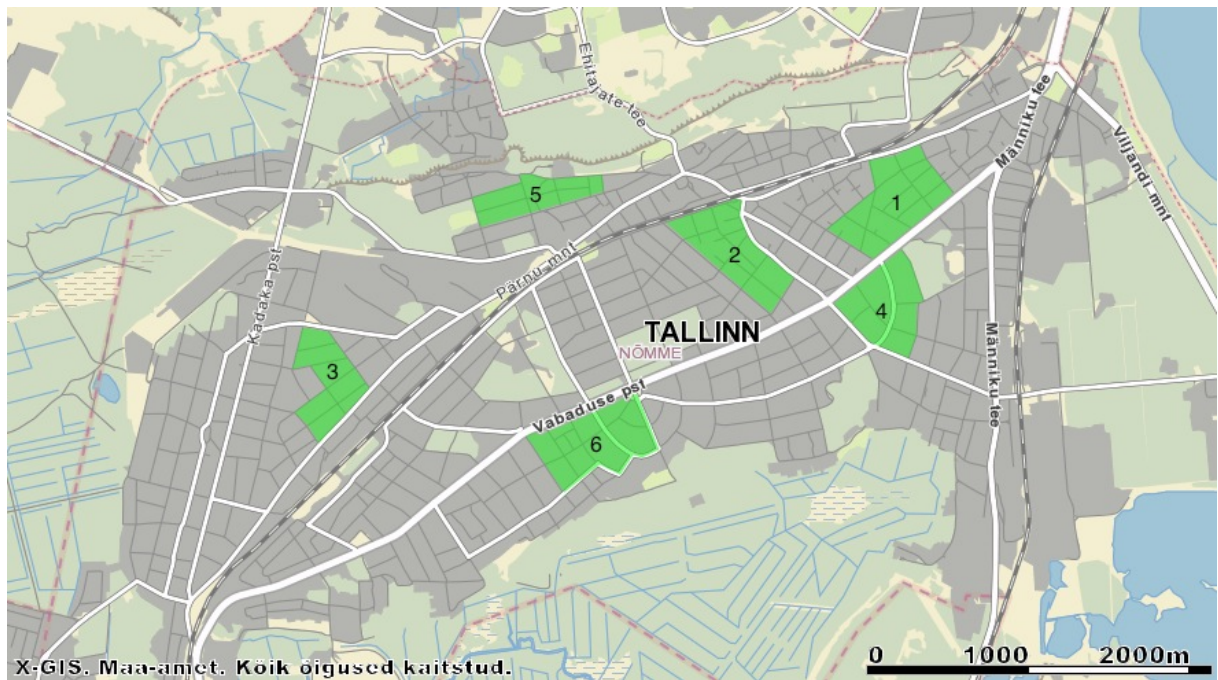 Ehitajate tee
Männiku tee
Viljandi mnt
5
1
2
Kadaka pst
Pärnu mnt
4
TALLINN
NÕMME
3
Männiku tee
Vabaduse pst
6
X-GIS. Maa-amet. Kõik õigused kaitstud.
0 1000 2000m